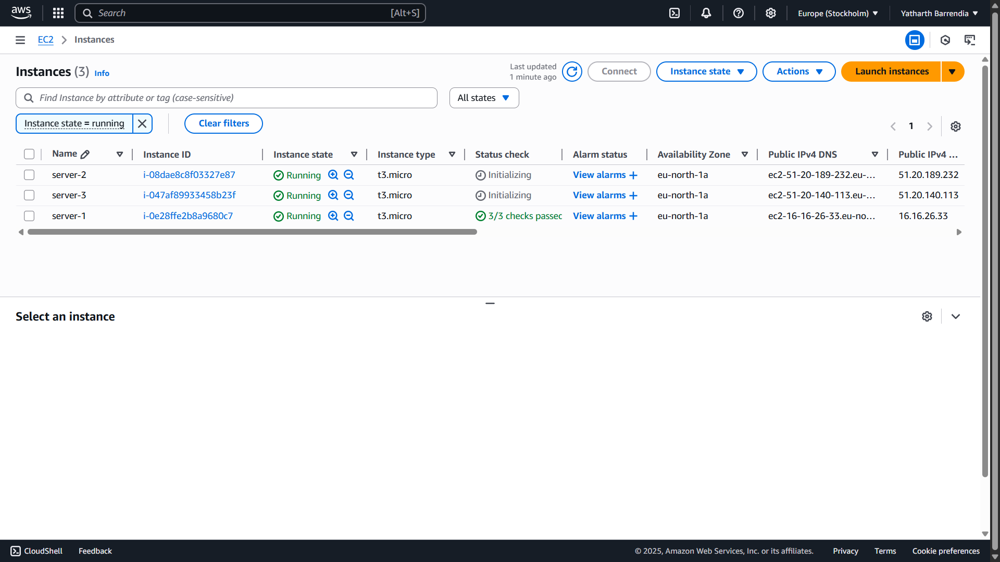 aws
Search [Alt+S]
Europe (Stockholm)
Yatharth Barrendia
EC2
Instances
Instances (3) Info
Last updated
1 minute ago
Connect
Instance state
Actions
Launch instances
Find Instance by attribute or tag (case-sensitive)
All states
Instance state = running
Clear filters
1
Name Instance ID Instance state Instance type Status check Alarm status Availability Zone Public IPv4 DNS Public IPv4 ...
server-2 i-08dae8c8f03327e87 Running t3.micro Initializing View alarms + eu-north-1a ec2-51-20-189-232.eu-... 51.20.189.232
server-3 i-047af89933458b23f Running t3.micro Initializing View alarms + eu-north-1a ec2-51-20-140-113.eu-... 51.20.140.113
server-1 i-0e28ffe2b8a9680c7 Running t3.micro 3/3 checks passed View alarms + eu-north-1a ec2-16-16-26-33.eu-no... 16.16.26.33
Select an instance
CloudShell Feedback © 2025, Amazon Web Services, Inc. or its affiliates. Privacy Terms Cookie preferences